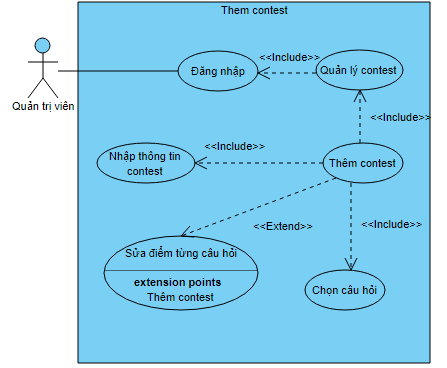 Them contest
Quản trị viên
Đăng nhập
<<Include>>
Quản lý contest
<<Include>>
Nhập thông tin
contest
<<Include>>
Thêm contest
<<Extend>>
<<Include>>
Sửa điểm từng câu hỏi
extension points
Thêm contest
Chọn câu hỏi